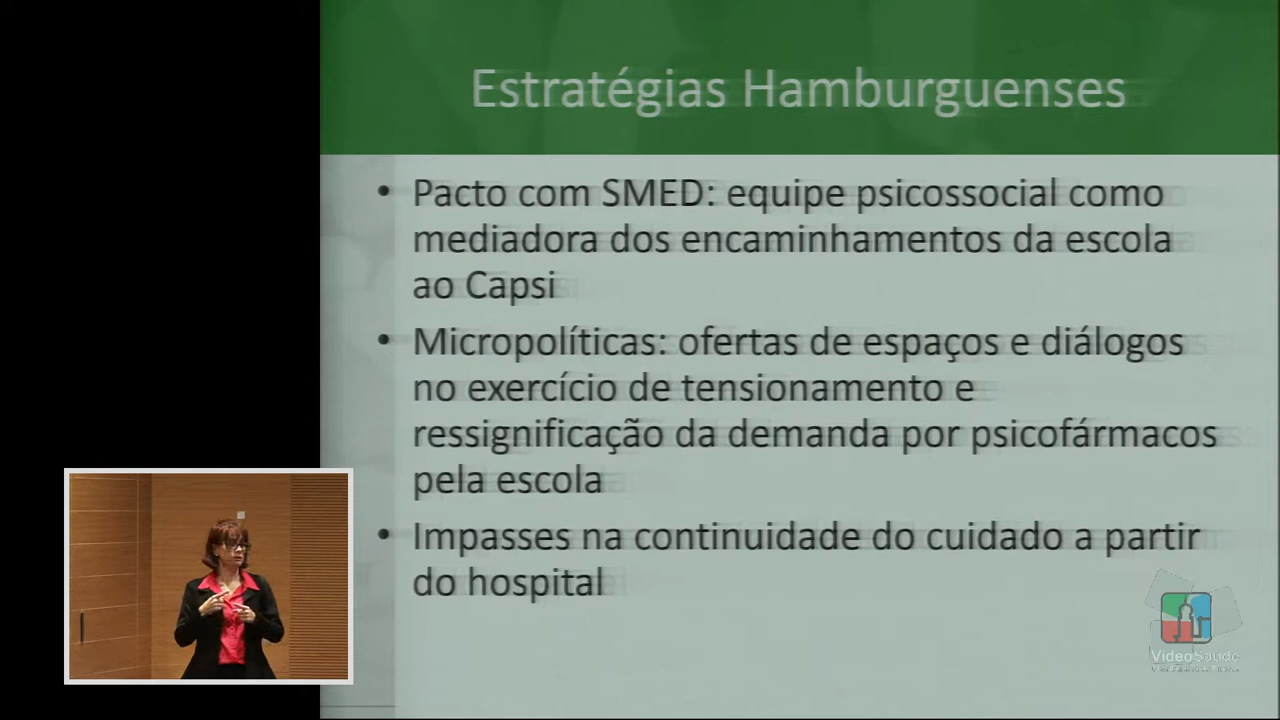 Estratégias Hamburguenses
• Pacto com SMED: equipe psicossocial como
mediadora dos encaminhamentos da escola
ao Capsi
• Micropolíticas: ofertas de espaços e diálogos
no exercício de tensionamento e
ressignificação da demanda por psicofármacos
pela escola
• Impasses na continuidade do cuidado a partir
do hospital
VideoSaúde